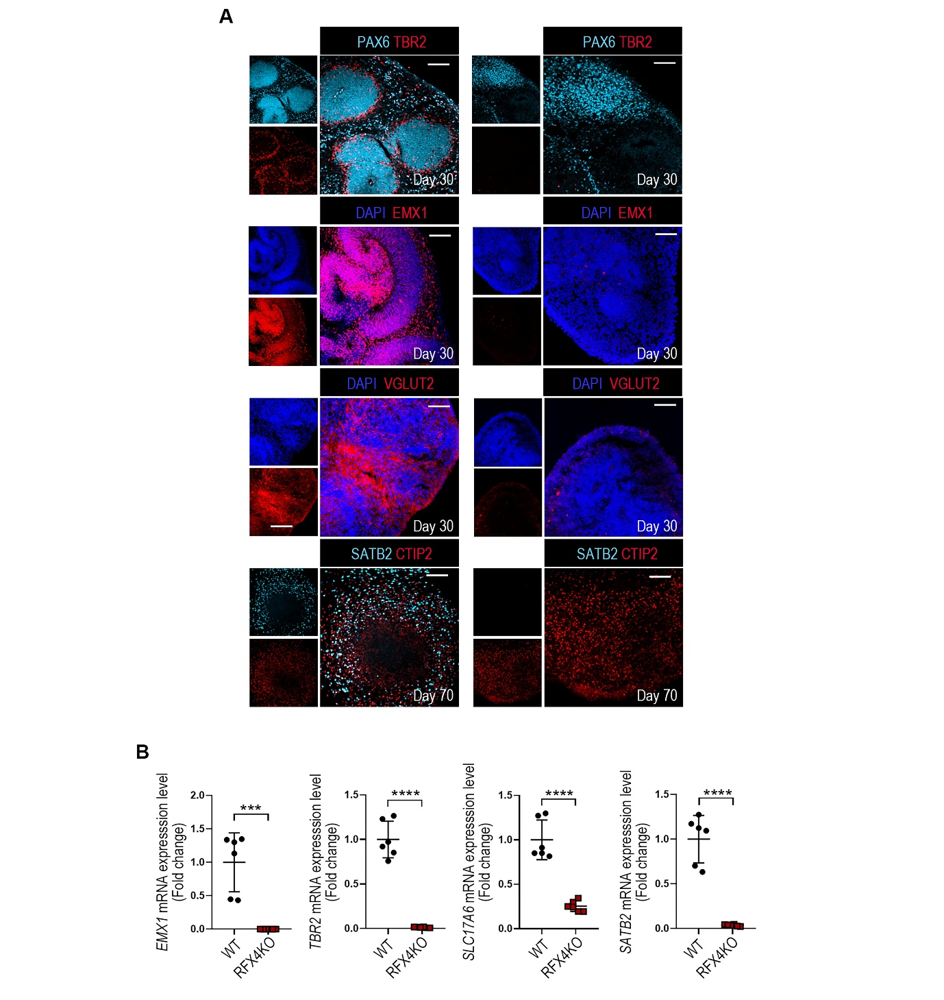 A
PAX6 TBR2
PAX6 TBR2
Day 30
Day 30
DAPI EMX1
DAPI EMX1
Day 30
Day 30
DAPI VGLUT2
DAPI VGLUT2
Day 30
Day 30
SATB2 CTIP2
SATB2 CTIP2
Day 70
Day 70
B
EMX1 mRNA expresssion level
(Fold change)
2.0
1.5
1.0
0.5
0.0
***
WT
RFX4KO
TBR2 mRNA expresssion level
(Fold change)
1.5
1.0
0.5
0.0
****
WT
RFX4KO
SLC17A6 mRNA expresssion level
(Fold change)
1.5
1.0
0.5
0.0
****
WT
RFX4KO
SATB2 mRNA expresssion level
(Fold change)
1.5
1.0
0.5
0.0
****
WT
RFX4KO